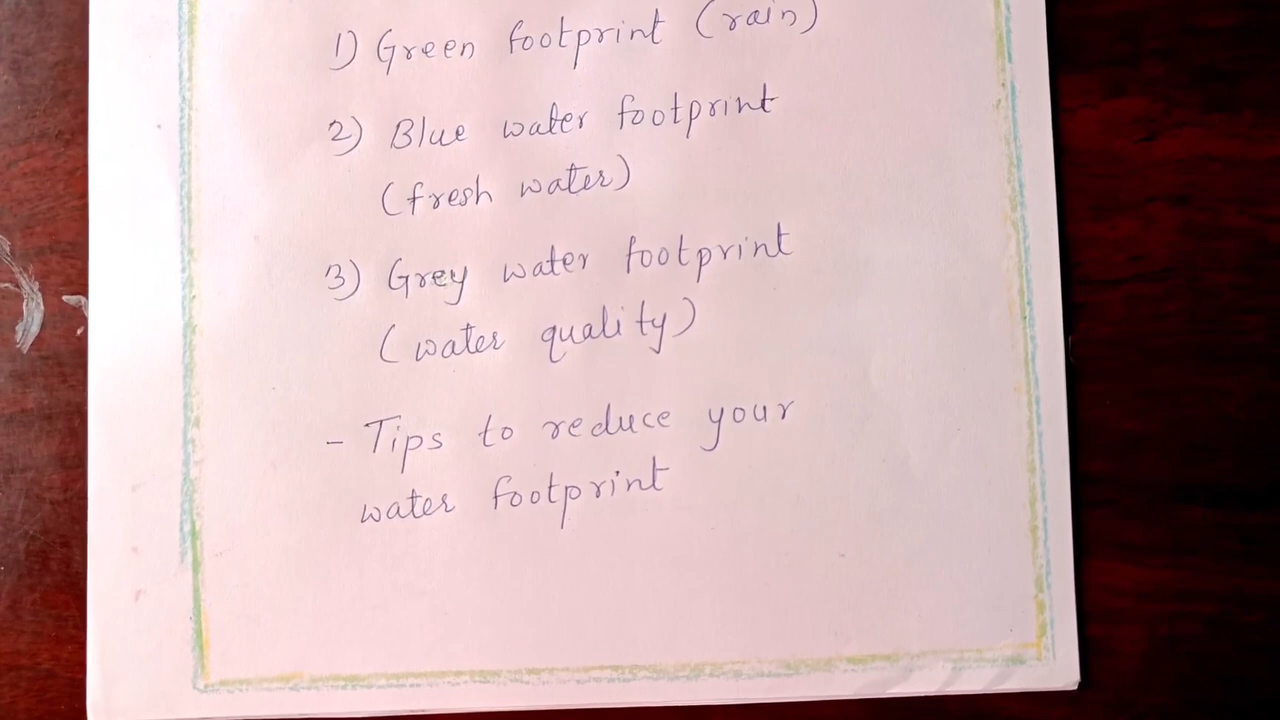 1) Green footprint (rain)
2) Blue water footprint
(fresh water)
3) Grey water footprint
(water quality)
- Tips to reduce your
water footprint